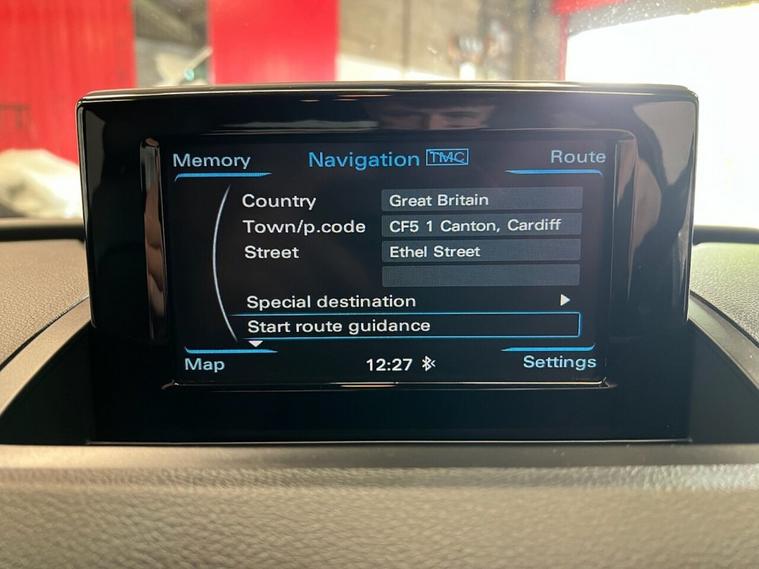 Memory Navigation TMC Route
Country Great Britain
Town/p.code CF5 1 Canton, Cardiff
Street Ethel Street
Special destination
Start route guidance
Map 12:27 Settings